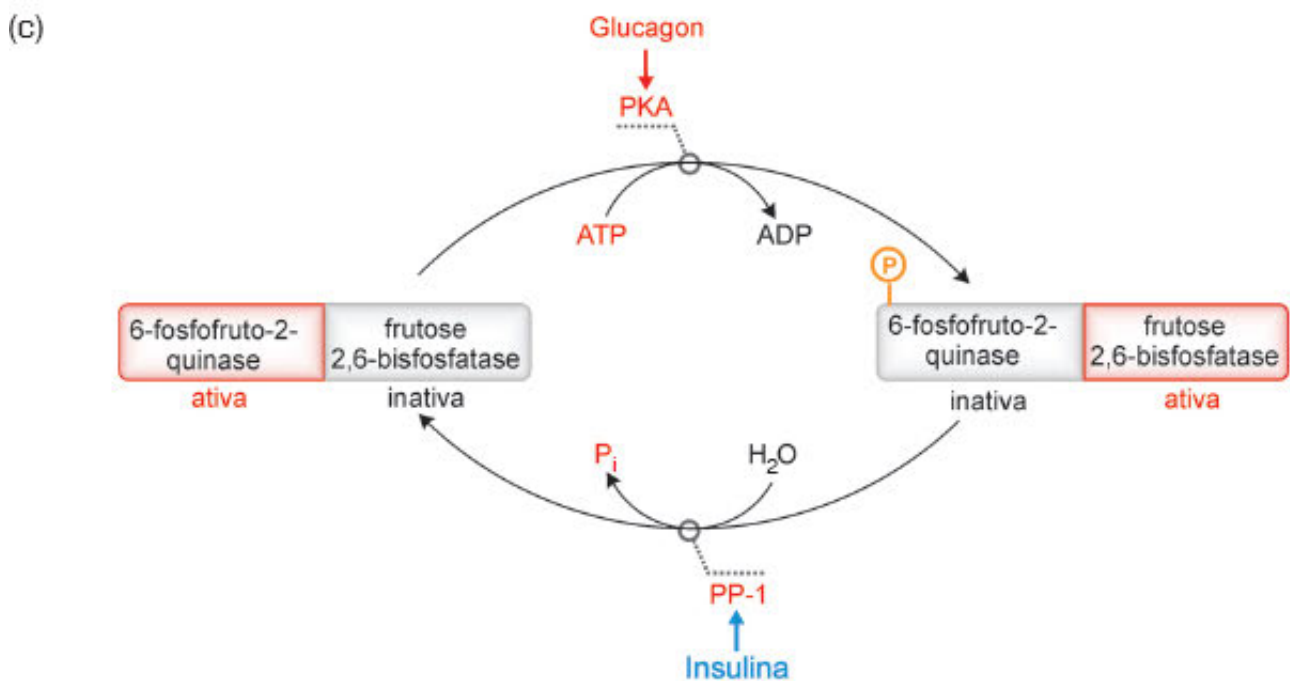 (c)
Glucagon
PKA
ATP
ADP
P
6-fosfofruto-2-
quinase
frutose
2,6-bisfosfatase
ativa
inativa
6-fosfofruto-2-
quinase
frutose
2,6-bisfosfatase
inativa
ativa
Pi
H2O
PP-1
Insulina